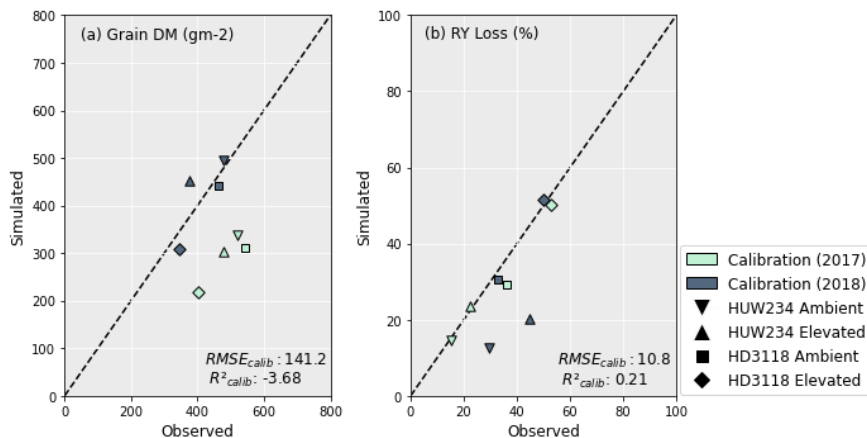 (a) Grain DM (gm-2)
800
700
600
500
400
300
200
100
0
Simulated
0 200 400 600 800
Observed
RMSE_calib : 141.2
R²_calib: -3.68
(b) RY Loss (%)
100
80
60
40
20
0
Simulated
0 20 40 60 80 100
Observed
RMSE_calib : 10.8
R²_calib: 0.21
Calibration (2017)
Calibration (2018)
HUW234 Ambient
HUW234 Elevated
HD3118 Ambient
HD3118 Elevated